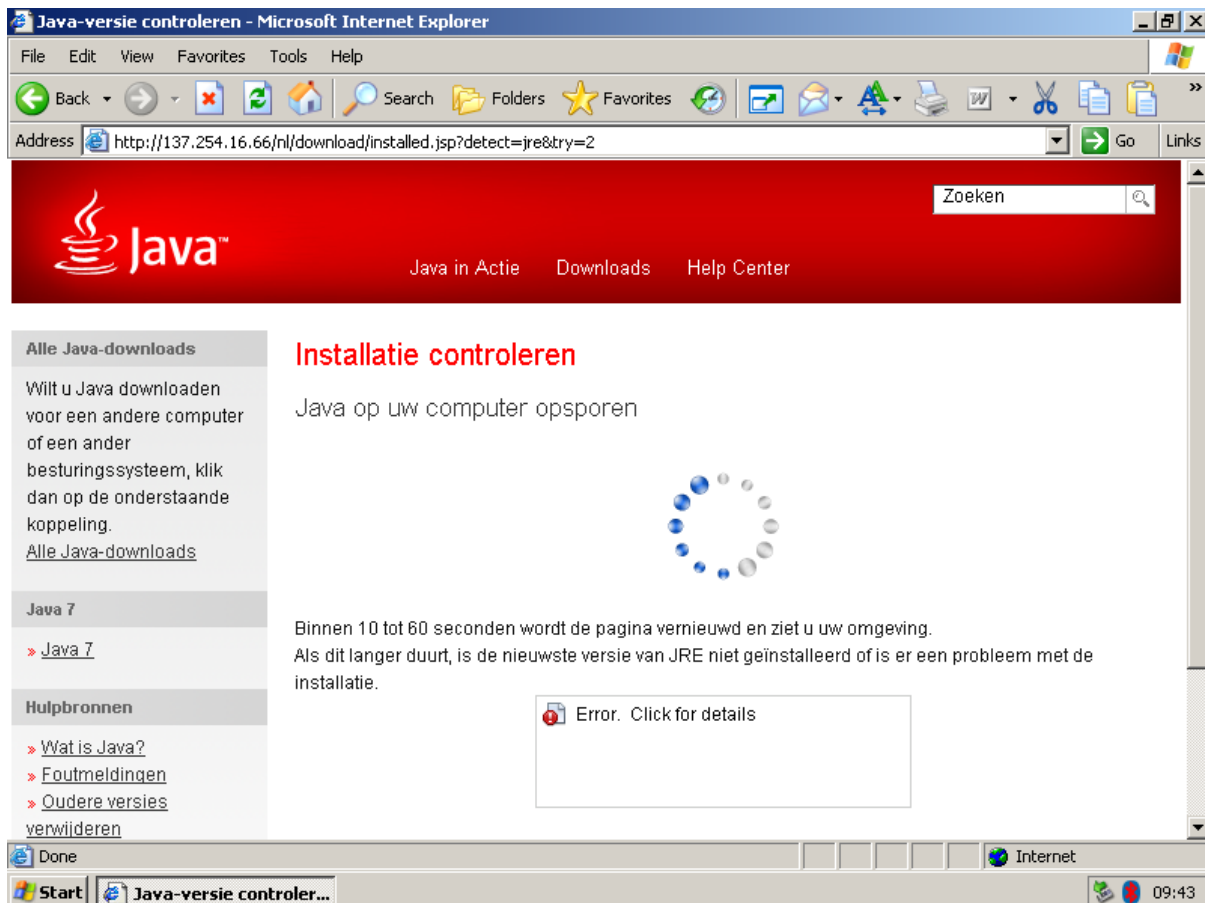 Java-versie controleren - Microsoft Internet Explorer
File Edit View Favorites Tools Help
Back Search Folders Favorites »
Address http://137.254.16.66/nl/download/installed.jsp?detect=jre&try=2 Go Links
Java™
Zoeken
Java in Actie Downloads Help Center
Alle Java-downloads
Wilt u Java downloaden
voor een andere computer
of een ander
besturingssysteem, klik
dan op de onderstaande
koppeling.
Alle Java-downloads
Java 7
» Java 7
Hulpbronnen
» Wat is Java?
» Foutmeldingen
» Oudere versies
verwijderen
Installatie controleren
Java op uw computer opsporen
Binnen 10 tot 60 seconden wordt de pagina vernieuwd en ziet u uw omgeving.
Als dit langer duurt, is de nieuwste versie van JRE niet geïnstalleerd of is er een probleem met de
installatie.
Error. Click for details
Done Internet
Start Java-versie controler... 09:43